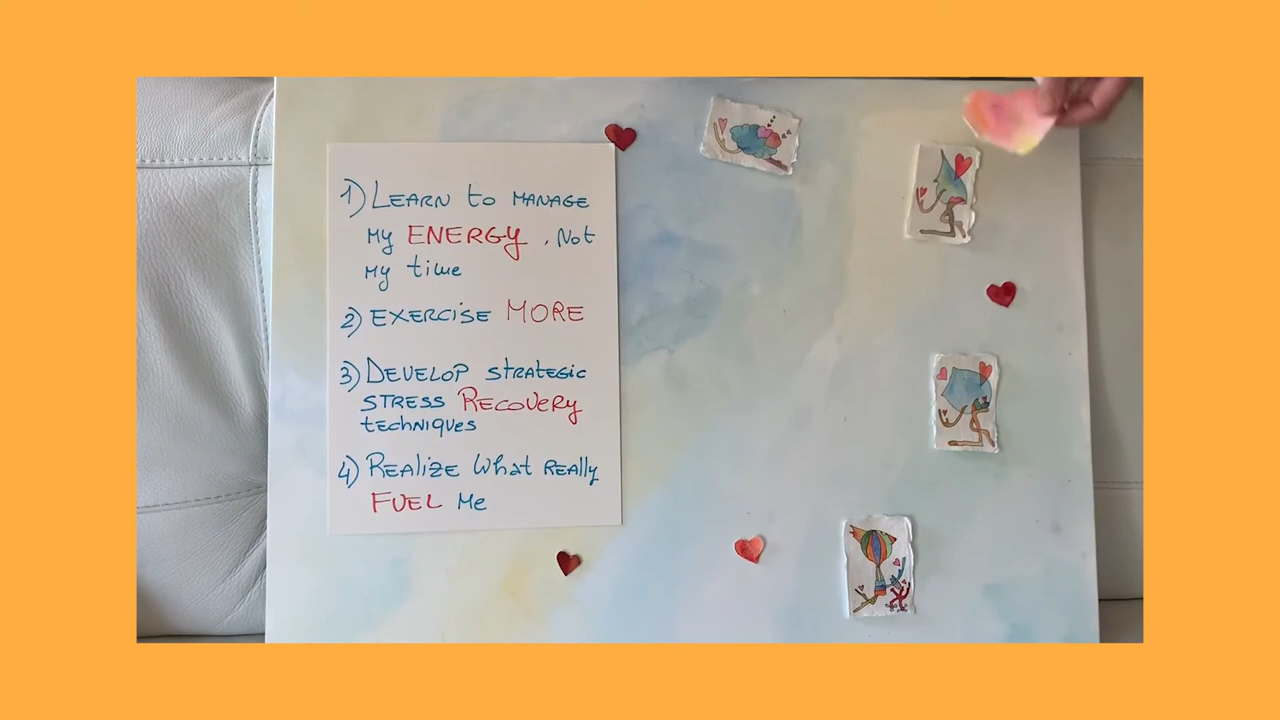 1) LEARN to MANAGE
My ENERGY, Not
My time
2) EXERCISE MORE
3) DEVELOP strategic
STRESS RECOVERY
techniques
4) REALIZE What REALLY
FUEL Me